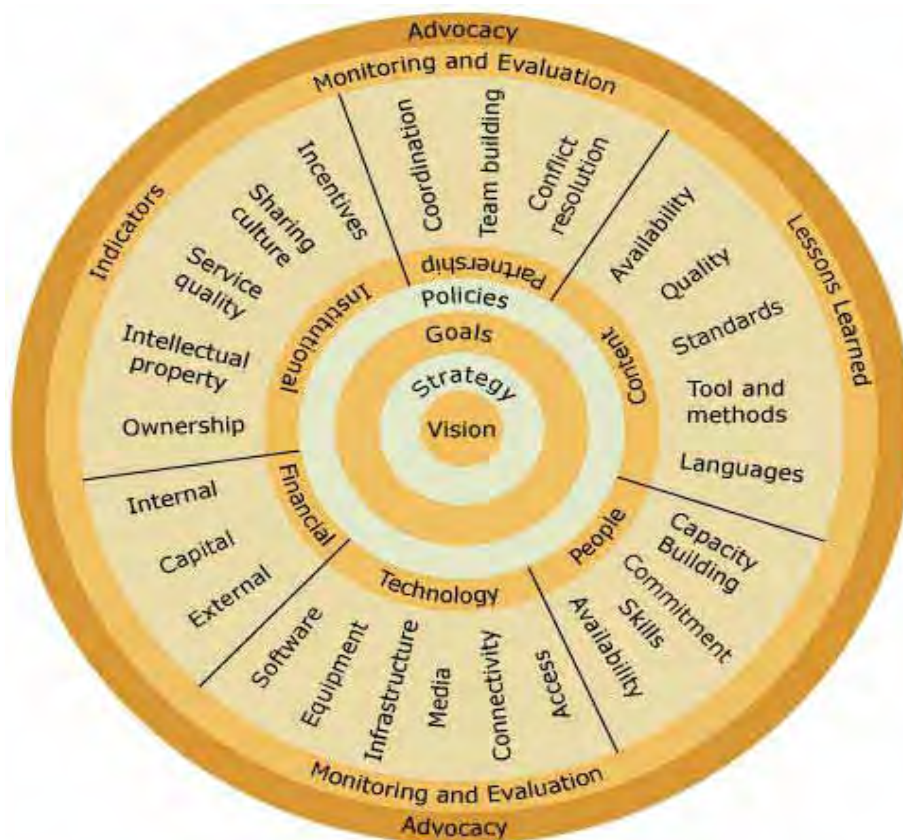 Advocacy
Monitoring and Evaluation
Indicators
Lessons Learned
Coordination
Team building
Conflict
resolution
Partnership
Availability
Quality
Standards
Tool and
methods
Languages
Content
Capacity
Building
Commitment
Skills
Availability
People
Access
Connectivity
Media
Infrastructure
Equipment
Software
Technology
External
Capital
Internal
Financial
Ownership
Intellectual
property
Service
quality
Sharing
culture
Incentives
Institutional
Policies
Goals
Strategy
Vision
Monitoring and Evaluation
Advocacy